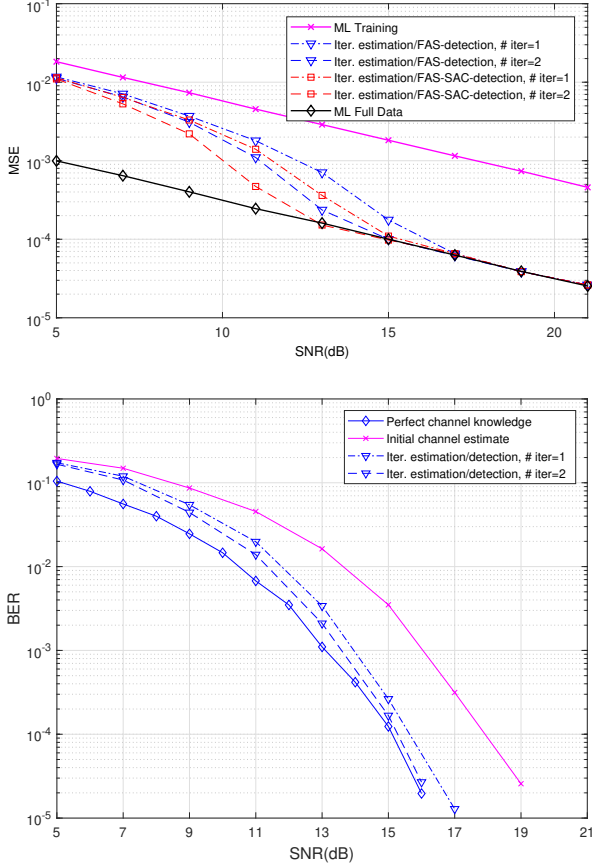 ML Training
Iter. estimation/FAS-detection, # iter=1
Iter. estimation/FAS-detection, # iter=2
Iter. estimation/FAS-SAC-detection, # iter=1
Iter. estimation/FAS-SAC-detection, # iter=2
ML Full Data
10^-1
10^-2
10^-3
10^-4
10^-5
MSE
5 10 15 20
SNR(dB)
Perfect channel knowledge
Initial channel estimate
Iter. estimation/detection, # iter=1
Iter. estimation/detection, # iter=2
10^0
10^-1
10^-2
10^-3
10^-4
10^-5
BER
5 7 9 11 13 15 17 19 21
SNR(dB)